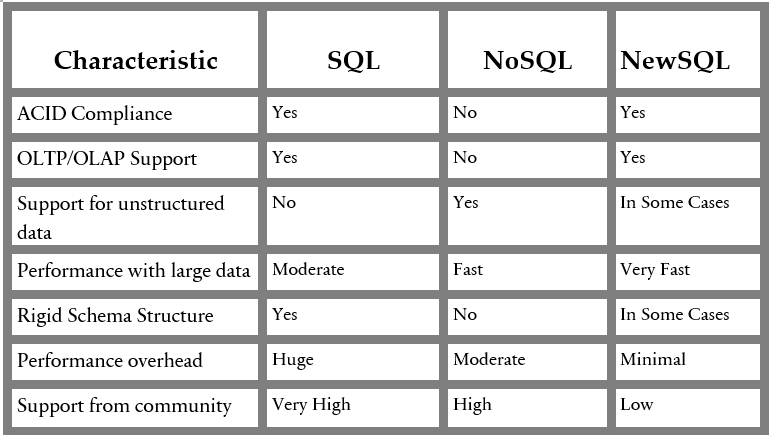 Characteristic SQL NoSQL NewSQL
ACID Compliance Yes No Yes
OLTP/OLAP Support Yes No Yes
Support for unstructured No Yes In Some Cases
data
Performance with large data Moderate Fast Very Fast
Rigid Schema Structure Yes No In Some Cases
Performance overhead Huge Moderate Minimal
Support from community Very High High Low